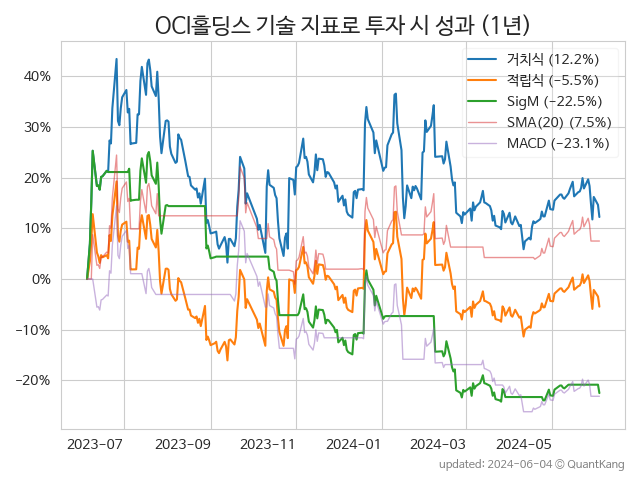 OCI홀딩스 기술 지표로 투자 시 성과 (1년)
거치식 (12.2%)
적립식 (−5.5%)
SigM (−22.5%)
SMA(20) (7.5%)
MACD (−23.1%)
40%
30%
20%
10%
0%
−10%
−20%
2023-07 2023-09 2023-11 2024-01 2024-03 2024-05
updated: 2024-06-04 © QuantKang